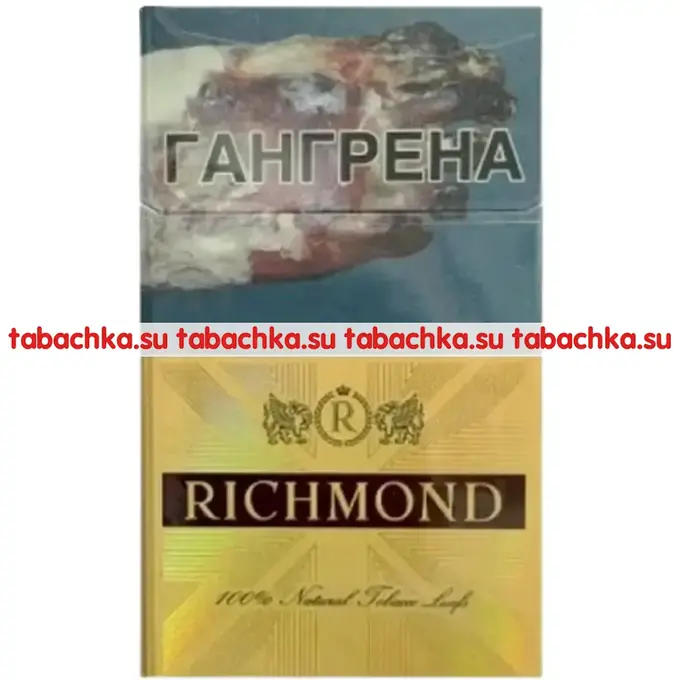 ГАНГРЕНА
tabachka.su tabachka.su tabachka.su tabachka.su
R
RICHMOND
100% Natural Tobacco Leafs